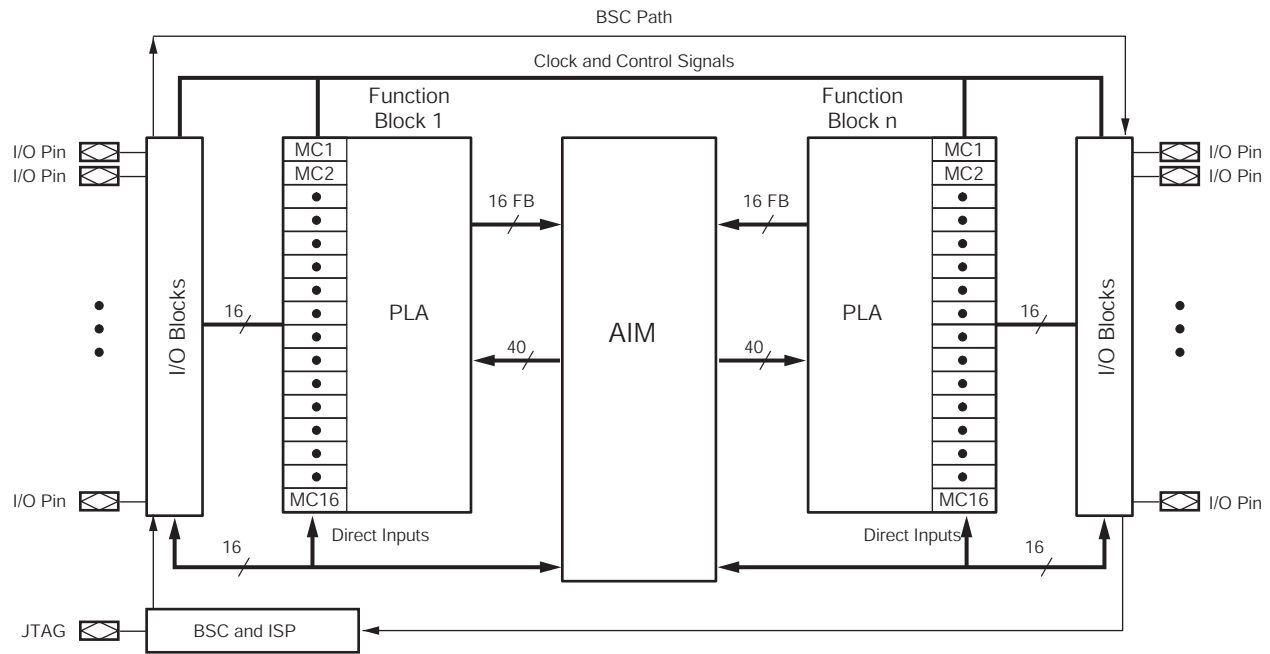 BSC Path
Clock and Control Signals
Function
Block 1
Function
Block n
I/O Pin
I/O Pin
I/O Pin
I/O Blocks
16
MC1
MC2
MC16
PLA
16 FB
40
AIM
16 FB
40
PLA
MC1
MC2
MC16
16
I/O Blocks
I/O Pin
I/O Pin
I/O Pin
Direct Inputs
16
Direct Inputs
16
JTAG
BSC and ISP